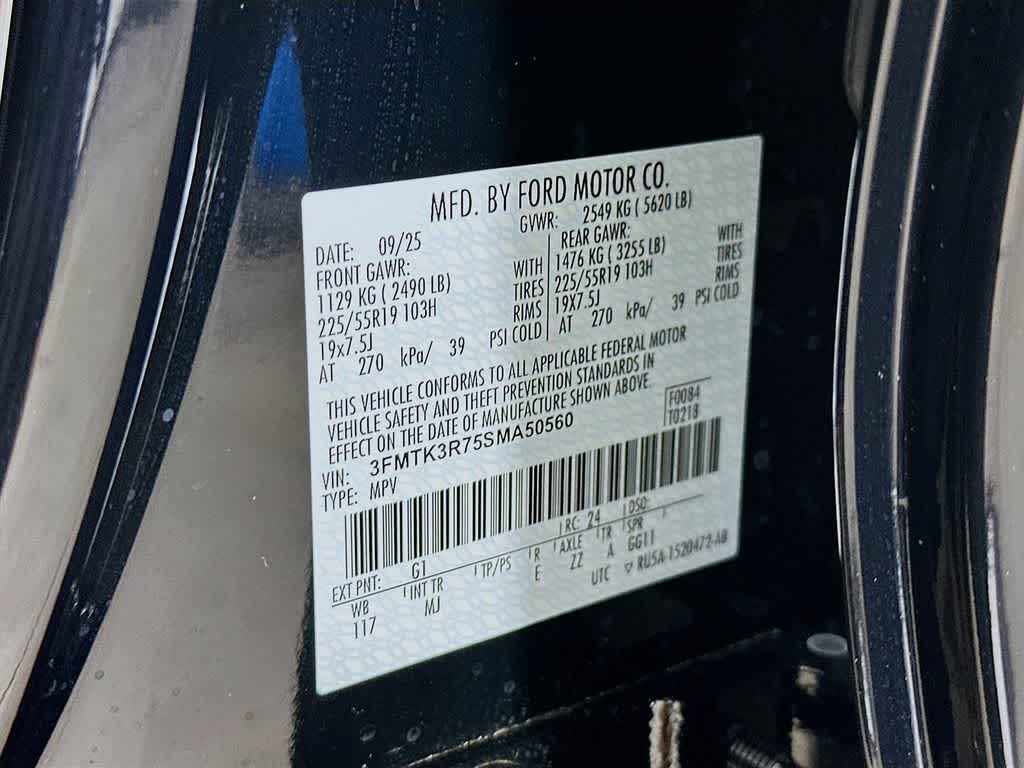 MFD. BY FORD MOTOR CO.
DATE: 09/25 GVWR: 2549 KG ( 5620 LB)
FRONT GAWR: REAR GAWR:
1129 KG ( 2490 LB) WITH 1476 KG ( 3255 LB) WITH
225/55R19 103H TIRES 225/55R19 103H TIRES
19x7.5J RIMS 19X7.5J RIMS
AT 270 kPa/ 39 PSI COLD AT 270 kPa/ 39 PSI COLD
THIS VEHICLE CONFORMS TO ALL APPLICABLE FEDERAL MOTOR
VEHICLE SAFETY AND THEFT PREVENTION STANDARDS IN
EFFECT ON THE DATE OF MANUFACTURE SHOWN ABOVE.
F0084
T0218
VIN: 3FMTK3R75SMA50560
TYPE: MPV
EXT PNT: G1 RC: 24 DSO:
WB INT TR TP/PS R AXLE TR SPR
117 MJ E ZZ A GG11
UTC ▽ RU5A-1520472-AB